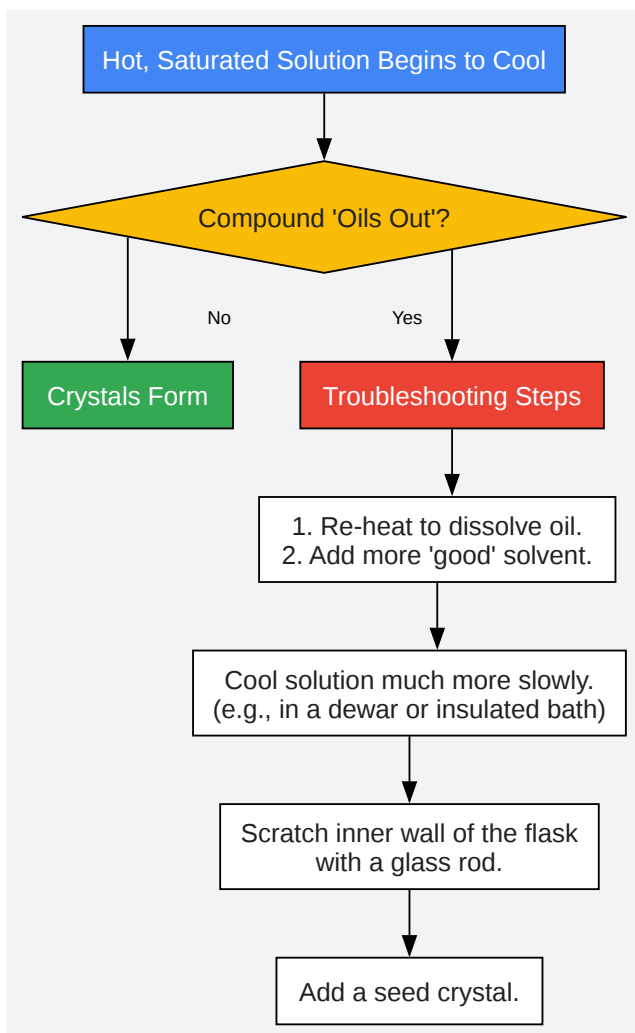 Hot, Saturated Solution Begins to Cool
Compound 'Oils Out'?
No
Yes
Crystals Form
Troubleshooting Steps
1. Re-heat to dissolve oil.
2. Add more 'good' solvent.
Cool solution much more slowly.
(e.g., in a dewar or insulated bath)
Scratch inner wall of the flask
with a glass rod.
Add a seed crystal.